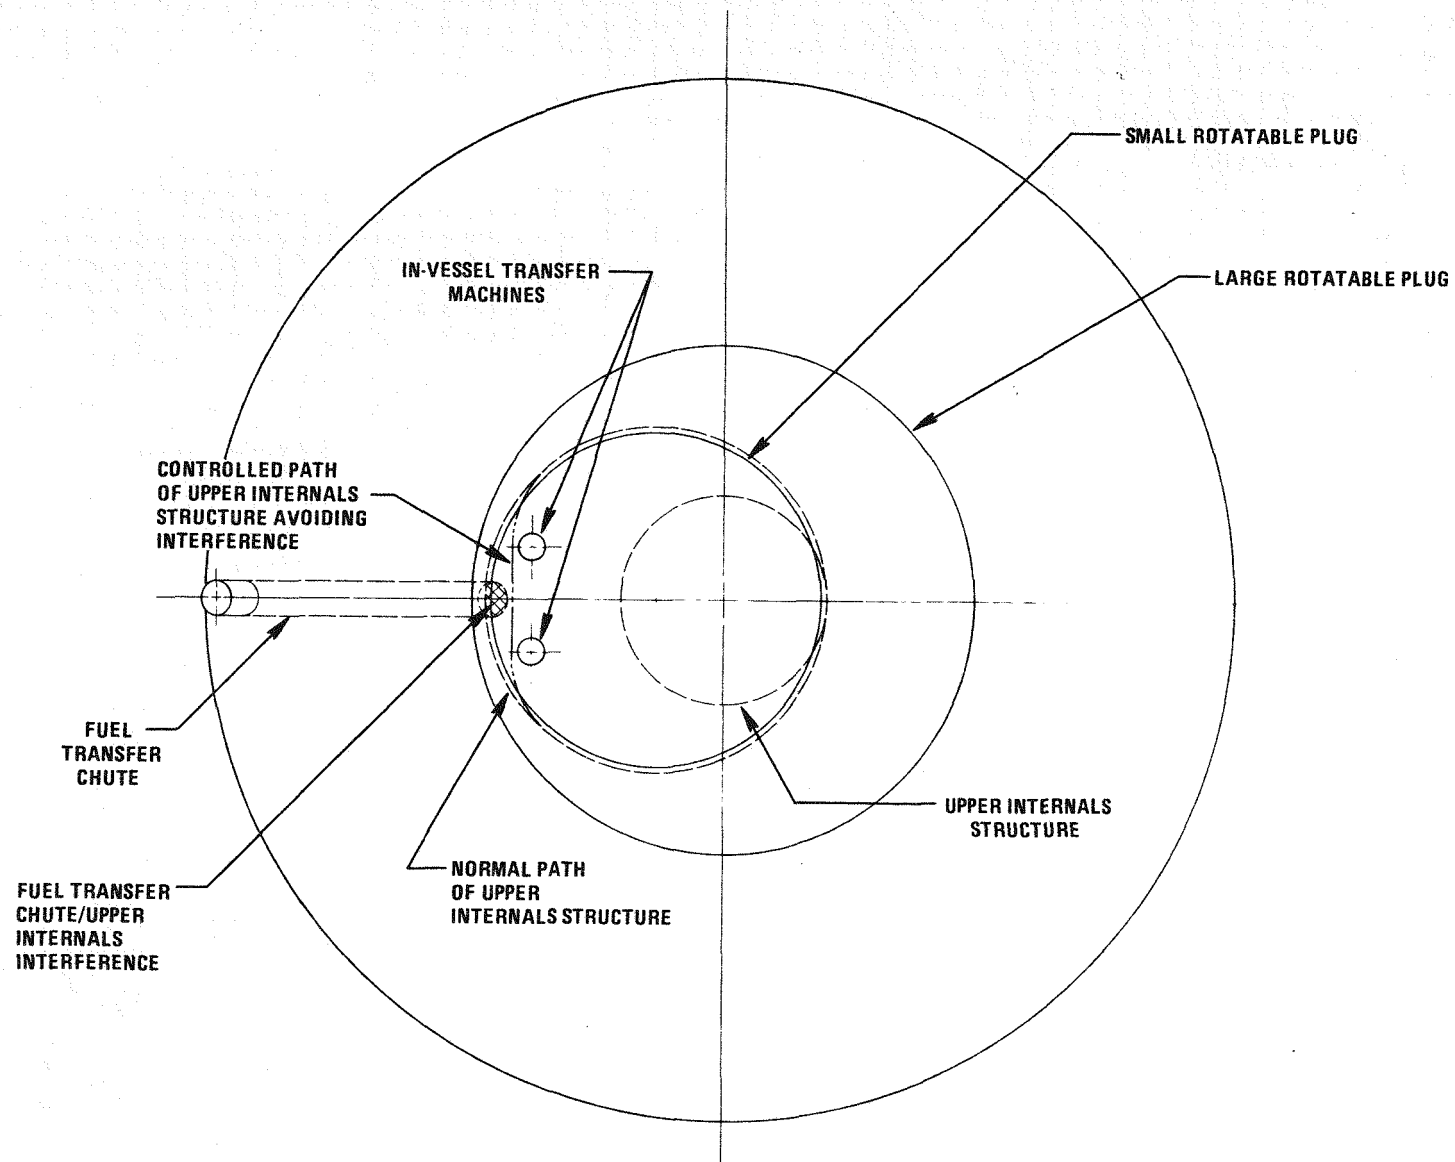 SMALL ROTATABLE PLUG
IN-VESSEL TRANSFER
MACHINES
LARGE ROTATABLE PLUG
CONTROLLED PATH
OF UPPER INTERNALS
STRUCTURE AVOIDING
INTERFERENCE
FUEL
TRANSFER
CHUTE
UPPER INTERNALS
STRUCTURE
NORMAL PATH
OF UPPER
INTERNALS STRUCTURE
FUEL TRANSFER
CHUTE/UPPER
INTERNALS
INTERFERENCE